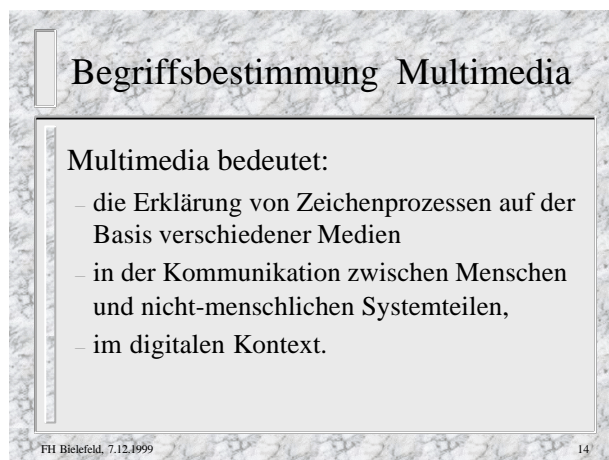 Begriffsbestimmung Multimedia
Multimedia bedeutet:
– die Erklärung von Zeichenprozessen auf der
Basis verschiedener Medien
– in der Kommunikation zwischen Menschen
und nicht-menschlichen Systemteilen,
– im digitalen Kontext.
FH Bielefeld, 7.12.1999 14